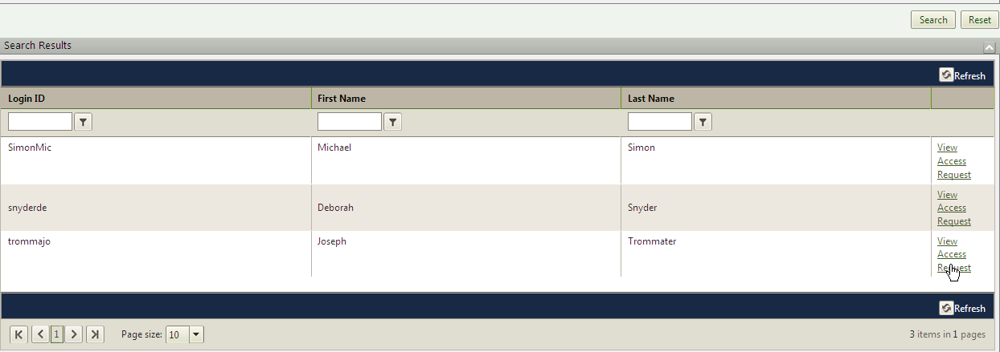 Search Reset
Search Results
Refresh
Login ID First Name Last Name
SimonMic Michael Simon View
Access
Request
snyderde Deborah Snyder View
Access
Request
trommajo Joseph Trommater View
Access
Request
Refresh
1 Page size: 10 3 items in 1 pages